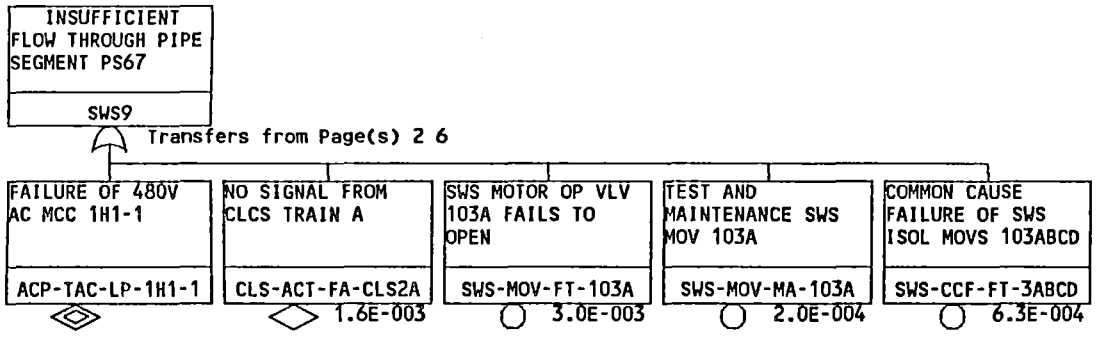 INSUFFICIENT
FLOW THROUGH PIPE
SEGMENT PS67
SWS9
Transfers from Page(s) 2 6
FAILURE OF 480V
AC MCC 1H1-1
ACP-TAC-LP-1H1-1
NO SIGNAL FROM
CLCS TRAIN A
CLS-ACT-FA-CLS2A
1.6E-003
SWS MOTOR OP VLV
103A FAILS TO
OPEN
SWS-MOV-FT-103A
3.0E-003
TEST AND
MAINTENANCE SWS
MOV 103A
SWS-MOV-MA-103A
2.0E-004
COMMON CAUSE
FAILURE OF SWS
ISOL MOVS 103ABCD
SWS-CCF-FT-3ABCD
6.3E-004